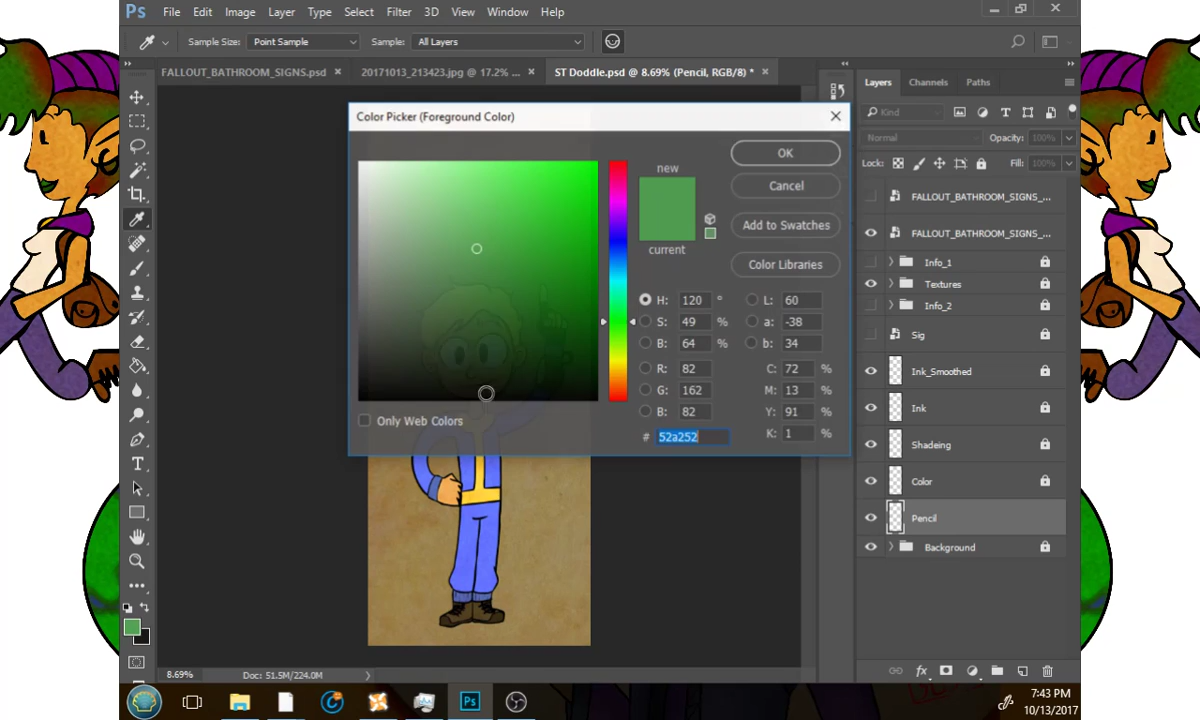 Ps File Edit Image Layer Type Select Filter 3D View Window Help
Sample Size: Point Sample Sample: All Layers
FALLOUT_BATHROOM_SIGNS.psd × 20171013_213423.jpg @ 17.2% ... × ST Doddle.psd @ 8.69% (Pencil, RGB/8) * ×
Color Picker (Foreground Color)
new
current
OK
Cancel
Add to Swatches
Color Libraries
H: 120 ° L: 60
S: 49 % a: -38
B: 64 % b: 34
R: 82 C: 72 %
G: 162 M: 13 %
B: 82 Y: 91 %
# 52a252 K: 1 %
Only Web Colors
Layers Channels Paths
Kind
Normal Opacity: 100%
Lock: Fill: 100%
FALLOUT_BATHROOM_SIGNS_...
FALLOUT_BATHROOM_SIGNS_...
Info_1
Textures
Info_2
Sig
Ink_Smoothed
Ink
Shadeing
Color
Pencil
Background
fx
8.69% Doc: 51.5M/224.0M
Ps
7:43 PM
10/13/2017